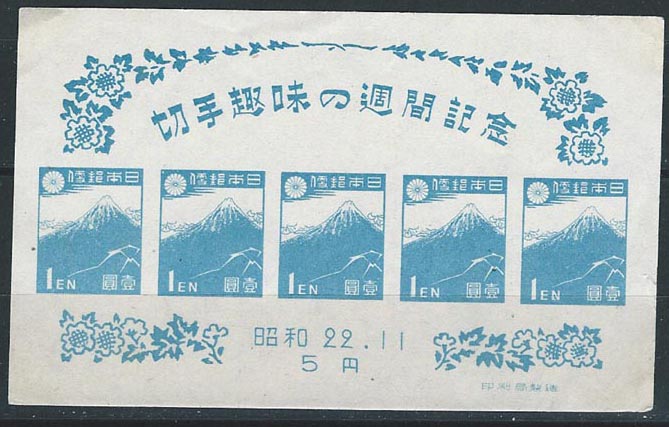 切手趣味の週間記念
日本郵便
1 EN 壹圓
日本郵便
1 EN 壹圓
日本郵便
1 EN 壹圓
日本郵便
1 EN 壹圓
日本郵便
1 EN 壹圓
昭和 22.11
5 円
印刷局製造